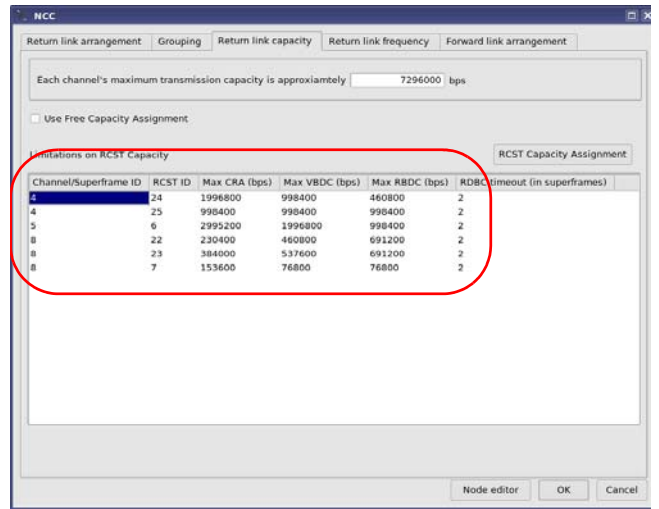 NCC
Return link arrangement Grouping Return link capacity Return link frequency Forward link arrangement
Each channel's maximum transmission capacity is approxiamtely 7296000 bps
Use Free Capacity Assignment
Limitations on RCST Capacity RCST Capacity Assignment
Channel/Superframe ID RCST ID Max CRA (bps) Max VBDC (bps) Max RBDC (bps) RDBC timeout (in superframes)
4 24 1996800 998400 460800 2
4 25 998400 998400 998400 2
5 6 2995200 1996800 998400 2
8 22 230400 460800 691200 2
8 23 384000 537600 691200 2
8 7 153600 76800 76800 2
Node editor OK Cancel